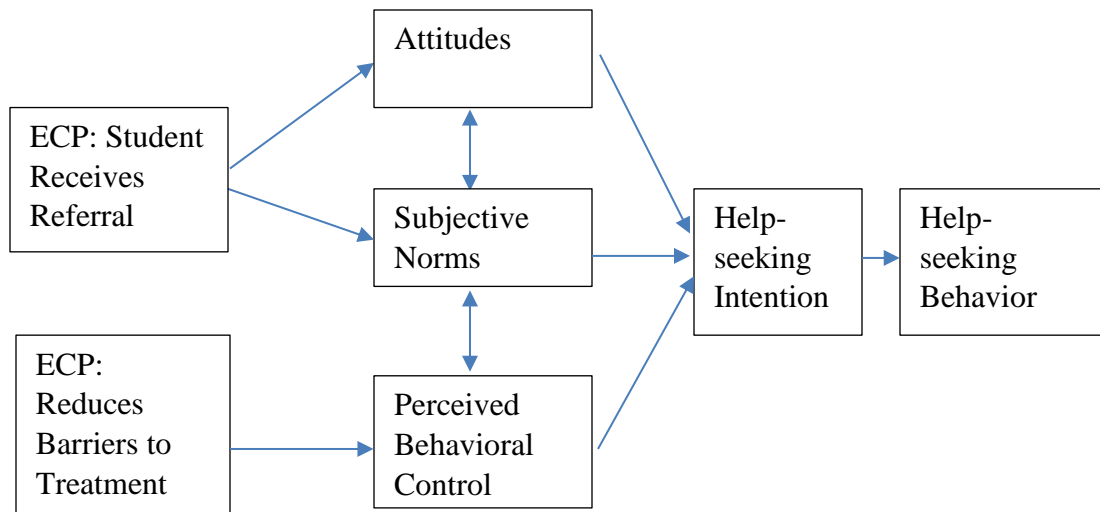 Attitudes
ECP: Student
Receives
Referral
Subjective
Norms
Help-
seeking
Intention
Help-
seeking
Behavior
ECP:
Reduces
Barriers to
Treatment
Perceived
Behavioral
Control